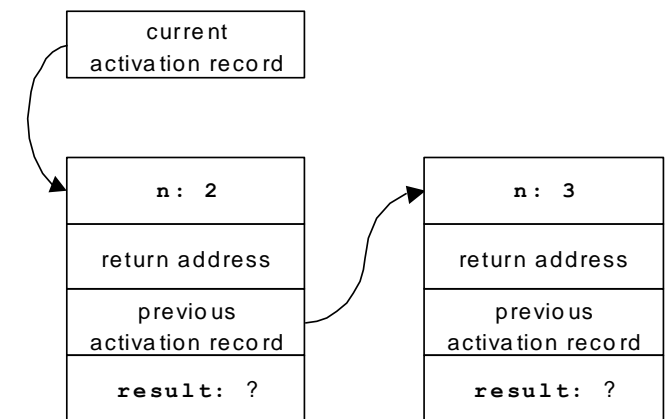 current
activation record
n: 2
return address
previous
activation record
result: ?
n: 3
return address
previous
activation record
result: ?